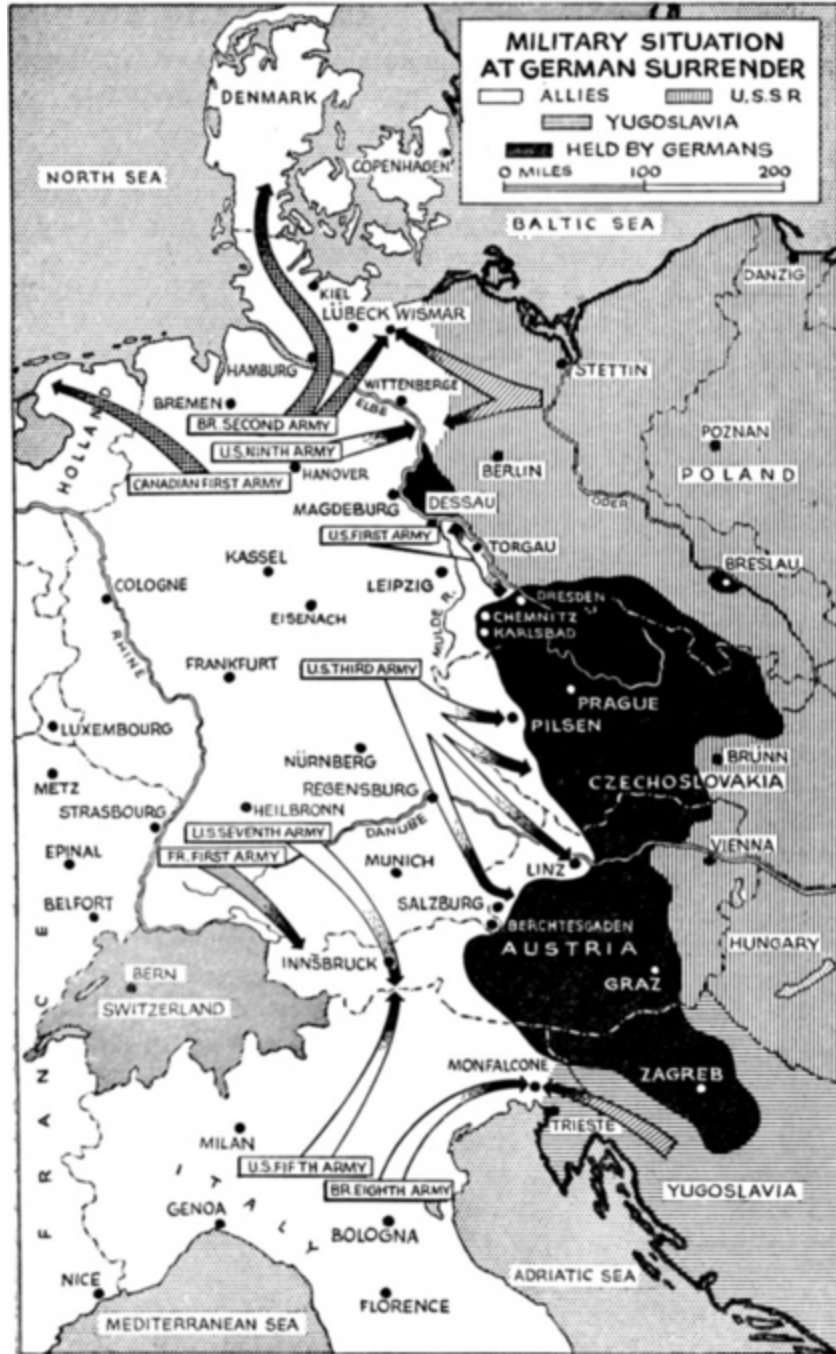 MILITARY SITUATION
AT GERMAN SURRENDER
ALLIES
U.S.S R
YUGOSLAVIA
HELD BY GERMANS
0 MILES 100 200
DENMARK
COPENHAGEN
NORTH SEA
BALTIC SEA
DANZIG
KIEL
LÜBECK WISMAR
STETTIN
HAMBURG
WITTENBERGE
ELBE
BREMEN
BR. SECOND ARMY
HOLLAND
U.S. NINTH ARMY
HANOVER
BERLIN
POZNAN
POLAND
CANADIAN FIRST ARMY
MAGDEBURG
DESSAU
ODER
U.S. FIRST ARMY
TORGAU
KASSEL
LEIPZIG
BRESLAU
COLOGNE
EISENACH
MULDE R.
DRESDEN
CHEMNITZ
KARLSBAD
RHINE
FRANKFURT
U.S. THIRD ARMY
PRAGUE
PILSEN
LUXEMBOURG
NÜRNBERG
BRÜNN
METZ
REGENSBURG
CZECHOSLOVAKIA
STRASBOURG
HEILBRONN
U.S SEVENTH ARMY
DANUBE
FR. FIRST ARMY
EPINAL
MUNICH
LINZ
VIENNA
BELFORT
SALZBURG
BERCHTESGADEN
AUSTRIA
HUNGARY
INNSBRUCK
BERN
SWITZERLAND
GRAZ
FRANCE
MONFALCONE
ZAGREB
TRIESTE
MILAN
U.S. FIFTH ARMY
BR. EIGHTH ARMY
ITALY
YUGOSLAVIA
GENOA
BOLOGNA
ADRIATIC SEA
NICE
FLORENCE
MEDITERRANEAN SEA